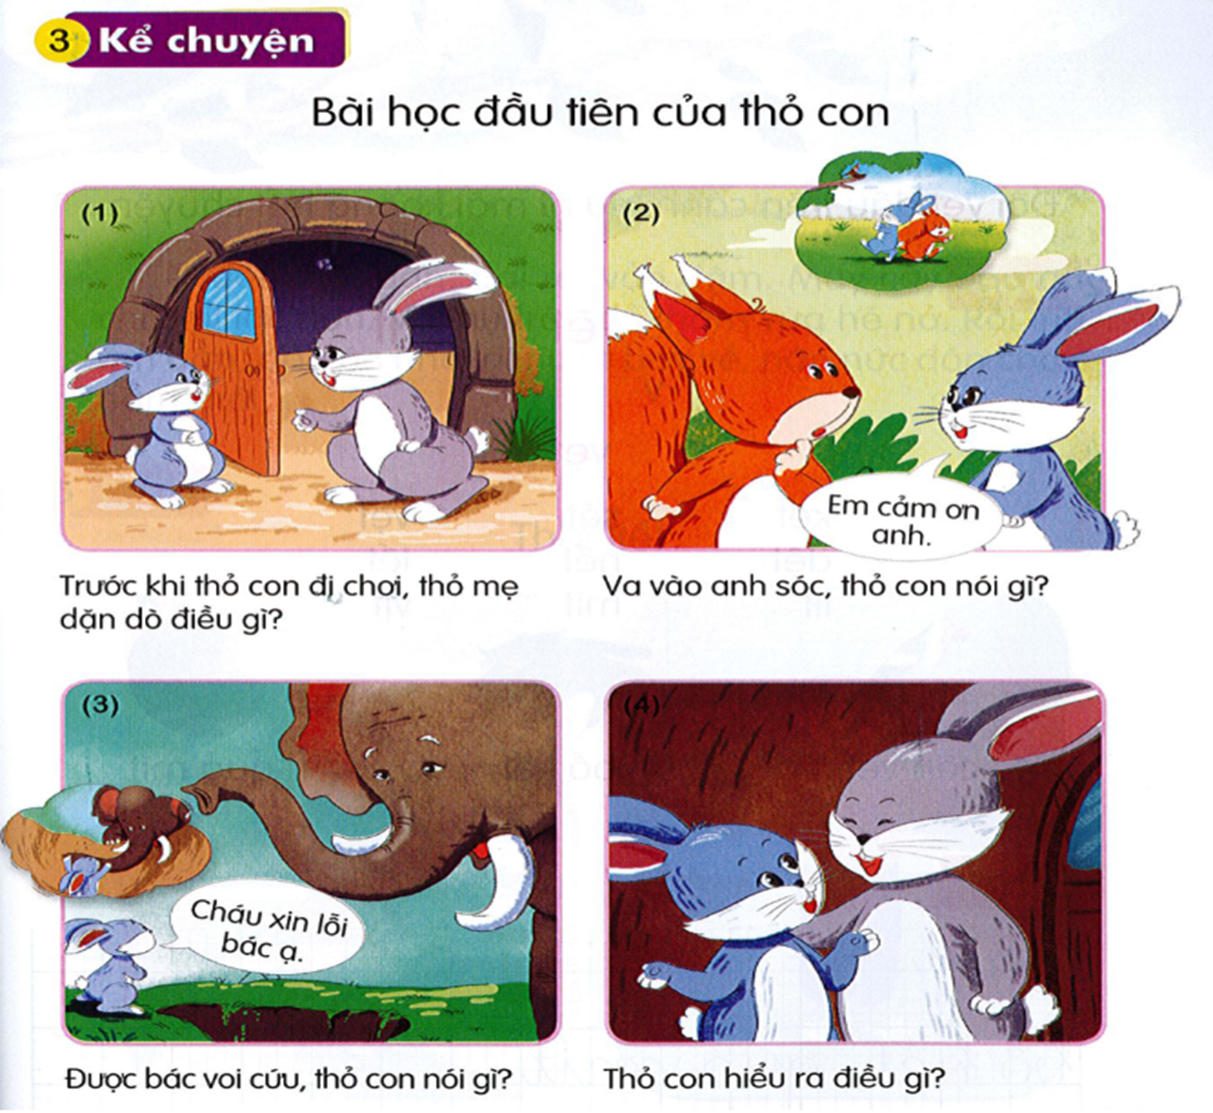 3 Kể chuyện
Bài học đầu tiên của thỏ con
(1)
(2)
Em cảm ơn
anh.
Trước khi thỏ con đi chơi, thỏ mẹ
dặn dò điều gì?
Va vào anh sóc, thỏ con nói gì?
(3)
Cháu xin lỗi
bác ạ.
(4)
Được bác voi cứu, thỏ con nói gì?
Thỏ con hiểu ra điều gì?